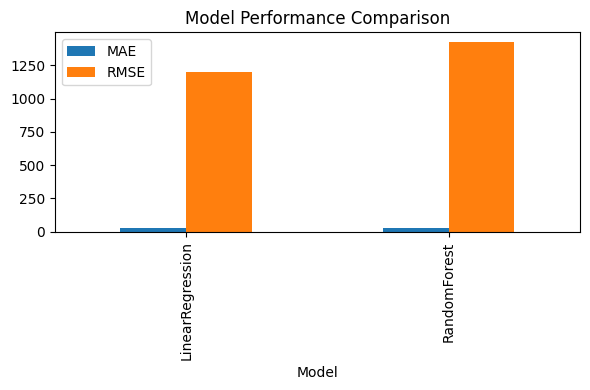 Model Performance Comparison
MAE
RMSE
1250
1000
750
500
250
0
LinearRegression
RandomForest
Model